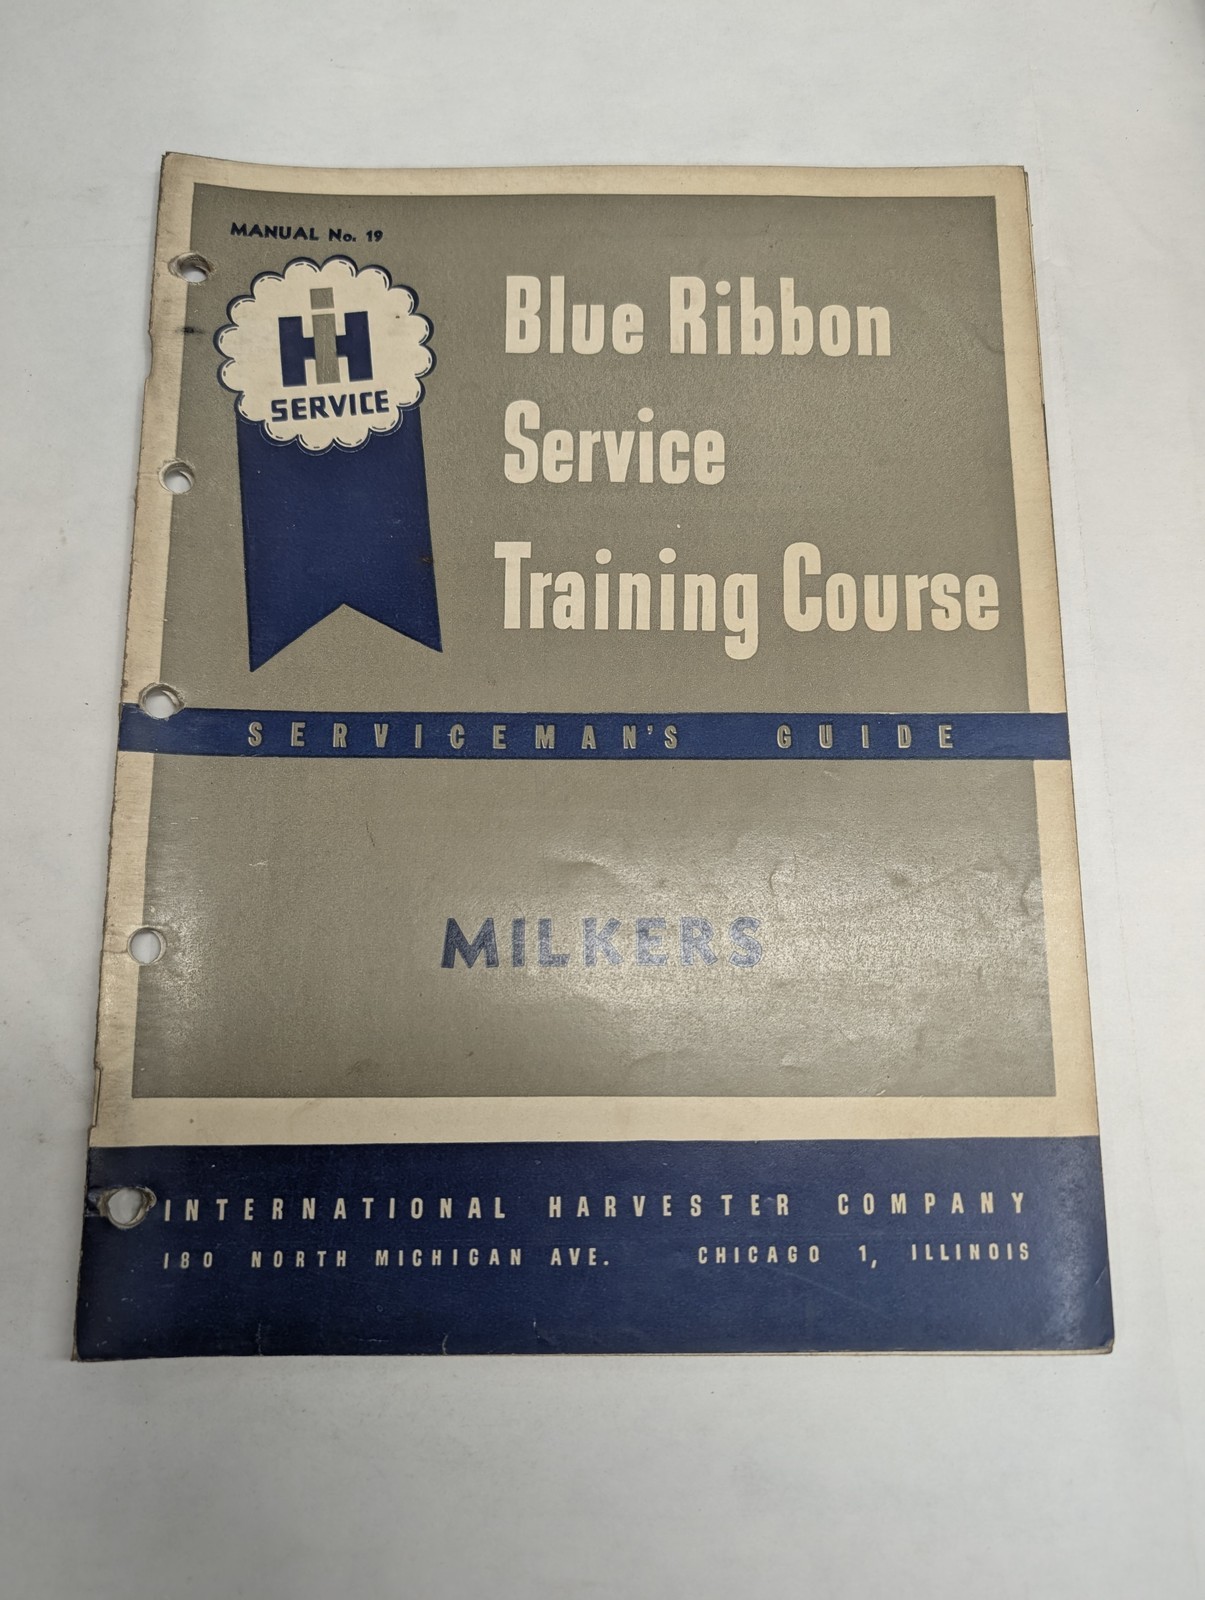 MANUAL No. 19
IH
SERVICE
Blue Ribbon
Service
Training Course
SERVICEMAN'S GUIDE
MILKERS
INTERNATIONAL HARVESTER COMPANY
180 NORTH MICHIGAN AVE. CHICAGO 1, ILLINOIS